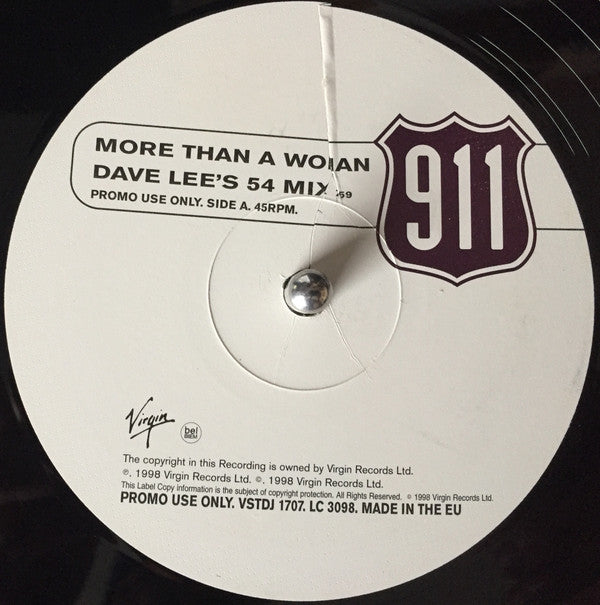 MORE THAN A WOMAN
DAVE LEE'S 54 MIX :59
PROMO USE ONLY. SIDE A. 45RPM.
911
Virgin
bel
BIEM
The copyright in this Recording is owned by Virgin Records Ltd.
℗. 1998 Virgin Records Ltd. ©. 1998 Virgin Records Ltd.
This Label Copy information is the subject of copyright protection. All Rights Reserved. © 1998 Virgin Records Ltd.
PROMO USE ONLY. VSTDJ 1707. LC 3098. MADE IN THE EU